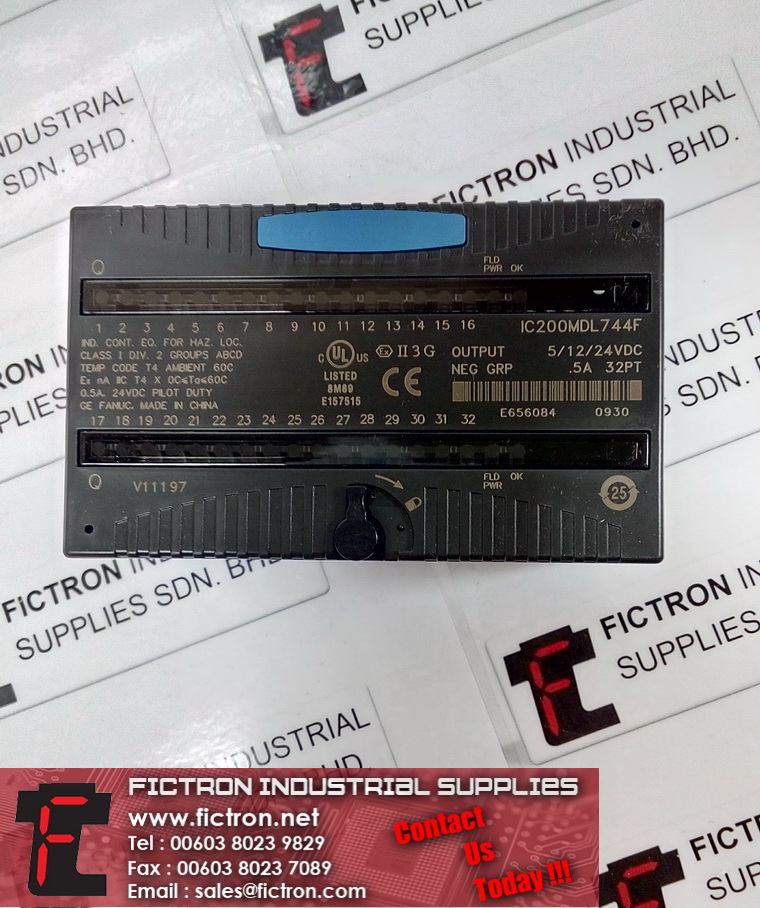 SUPPLIES
INDUSTRIAL
SDN. BHD.
FICTRON INDUSTRIAL
SDN. BHD.
Q
FLD
PWR OK
1 2 3 4 5 6 7 8 9 10 11 12 13 14 15 16
IC200MDL744F
IND. CONT. EQ. FOR HAZ. LOC.
CLASS I DIV. 2 GROUPS ABCD
TEMP CODE T4 AMBIENT 60C
Ex nA IIC T4 X 0C≤Ta≤60C
0.5A. 24VDC PILOT DUTY
GE FANUC. MADE IN CHINA
C UL US
LISTED
8M89
E157515
Ex II 3 G
CE
OUTPUT 5/12/24VDC
NEG GRP .5A 32PT
E656084 0930
17 18 19 20 21 22 23 24 25 26 27 28 29 30 31 32
Q
V11197
FLD
PWR OK
25
FICTRON
SUPPLIES SDN.
FICTRON
SUPPLIES
INDUSTRIAL
BHD.
FICTRON INDUSTRIAL SUPPLIES
www.fictron.net
Tel : 00603 8023 9829
Fax : 00603 8023 7089
Email : sales@fictron.com
Contact
Us
Today !!!